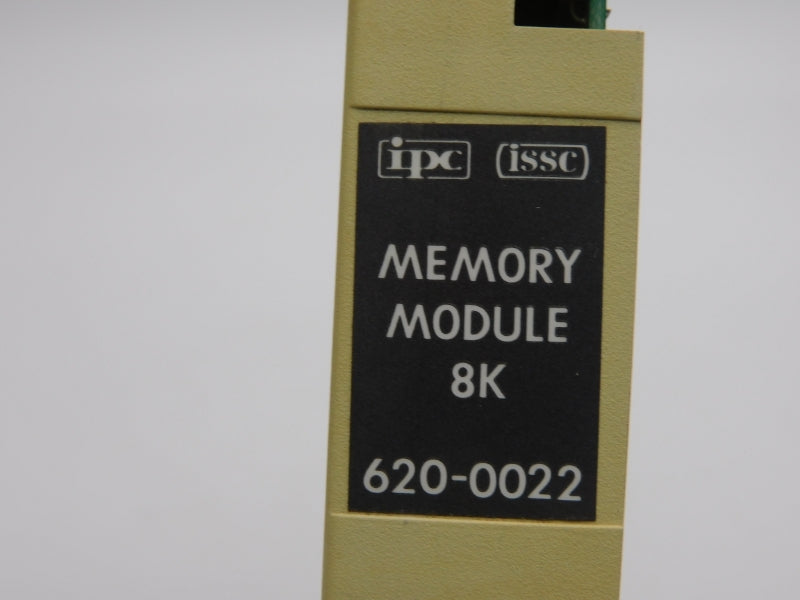 ipc issc
MEMORY
MODULE
8K
620-0022